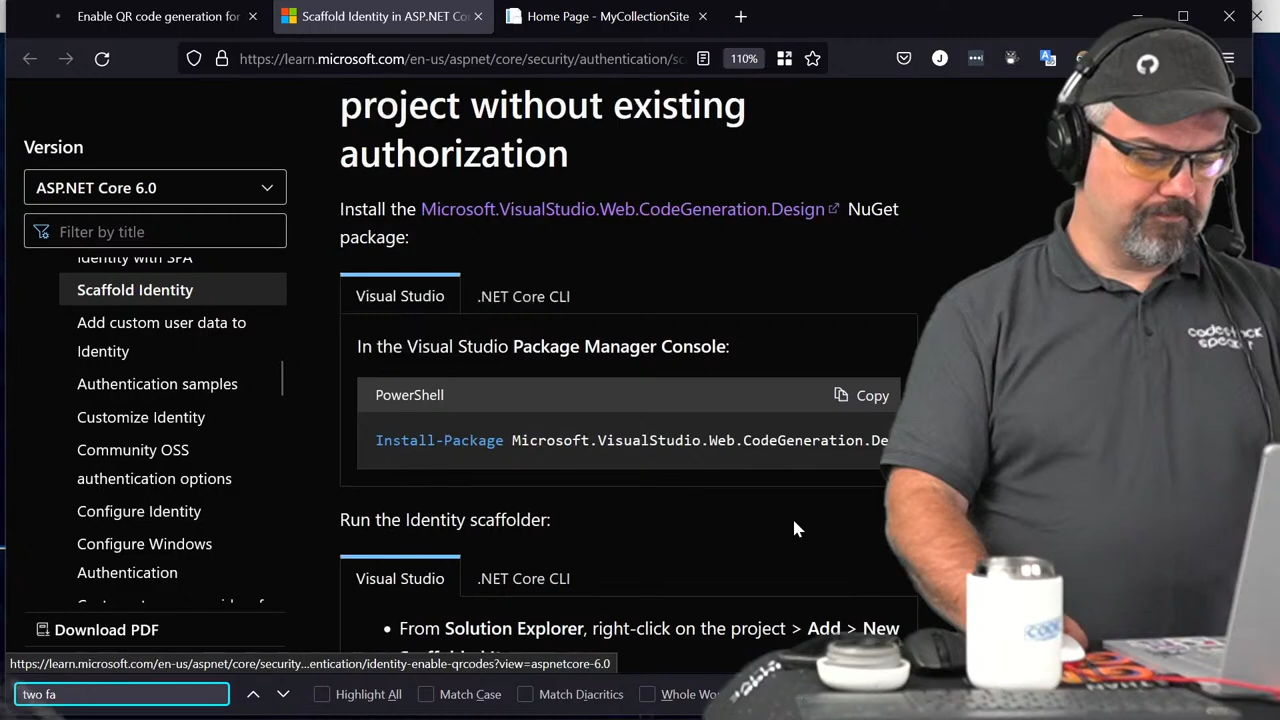 Enable QR code generation for
Scaffold Identity in ASP.NET Co
Home Page - MyCollectionSite
https://learn.microsoft.com/en-us/aspnet/core/security/authentication/sc
110%
J
project without existing
authorization
Version
ASP.NET Core 6.0
Filter by title
Identity with SPA
Scaffold Identity
Add custom user data to
Identity
Authentication samples
Customize Identity
Community OSS
authentication options
Configure Identity
Configure Windows
Authentication
Download PDF
Install the Microsoft.VisualStudio.Web.CodeGeneration.Design NuGet
package:
Visual Studio .NET Core CLI
In the Visual Studio Package Manager Console:
PowerShell Copy
Install-Package Microsoft.VisualStudio.Web.CodeGeneration.De
Run the Identity scaffolder:
Visual Studio .NET Core CLI
• From Solution Explorer, right-click on the project > Add > New
https://learn.microsoft.com/en-us/aspnet/core/security...entication/identity-enable-qrcodes?view=aspnetcore-6.0
two fa
Highlight All Match Case Match Diacritics Whole Wo
speaker
CODE
THAN